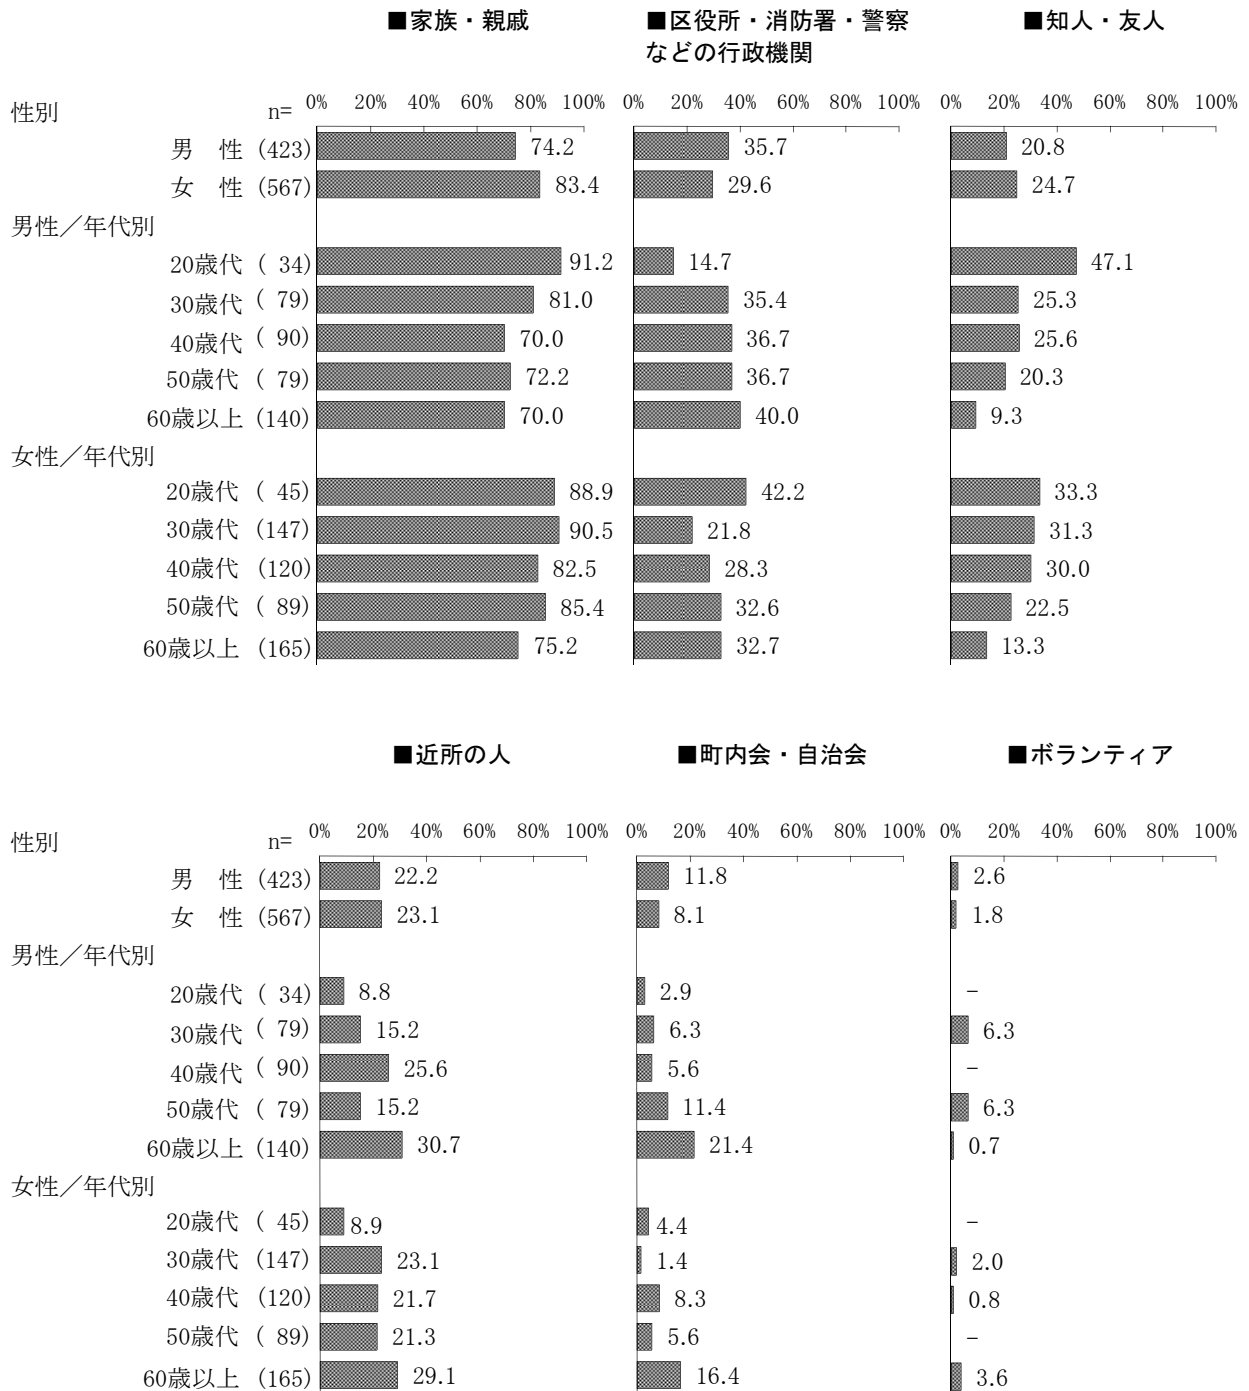 ■家族・親戚 ■区役所・消防署・警察 ■知人・友人
などの行政機関
性別 n= 0% 20% 40% 60% 80% 100% 0% 20% 40% 60% 80% 100% 0% 20% 40% 60% 80% 100%
男 性 (423) 74.2 35.7 20.8
女 性 (567) 83.4 29.6 24.7
男性／年代別
20歳代 ( 34) 91.2 14.7 47.1
30歳代 ( 79) 81.0 35.4 25.3
40歳代 ( 90) 70.0 36.7 25.6
50歳代 ( 79) 72.2 36.7 20.3
60歳以上 (140) 70.0 40.0 9.3
女性／年代別
20歳代 ( 45) 88.9 42.2 33.3
30歳代 (147) 90.5 21.8 31.3
40歳代 (120) 82.5 28.3 30.0
50歳代 ( 89) 85.4 32.6 22.5
60歳以上 (165) 75.2 32.7 13.3
■近所の人 ■町内会・自治会 ■ボランティア
性別 n= 0% 20% 40% 60% 80% 100% 0% 20% 40% 60% 80% 100% 0% 20% 40% 60% 80% 100%
男 性 (423) 22.2 11.8 2.6
女 性 (567) 23.1 8.1 1.8
男性／年代別
20歳代 ( 34) 8.8 2.9 −
30歳代 ( 79) 15.2 6.3 6.3
40歳代 ( 90) 25.6 5.6 −
50歳代 ( 79) 15.2 11.4 6.3
60歳以上 (140) 30.7 21.4 0.7
女性／年代別
20歳代 ( 45) 8.9 4.4 −
30歳代 (147) 23.1 1.4 2.0
40歳代 (120) 21.7 8.3 0.8
50歳代 ( 89) 21.3 5.6 −
60歳以上 (165) 29.1 16.4 3.6